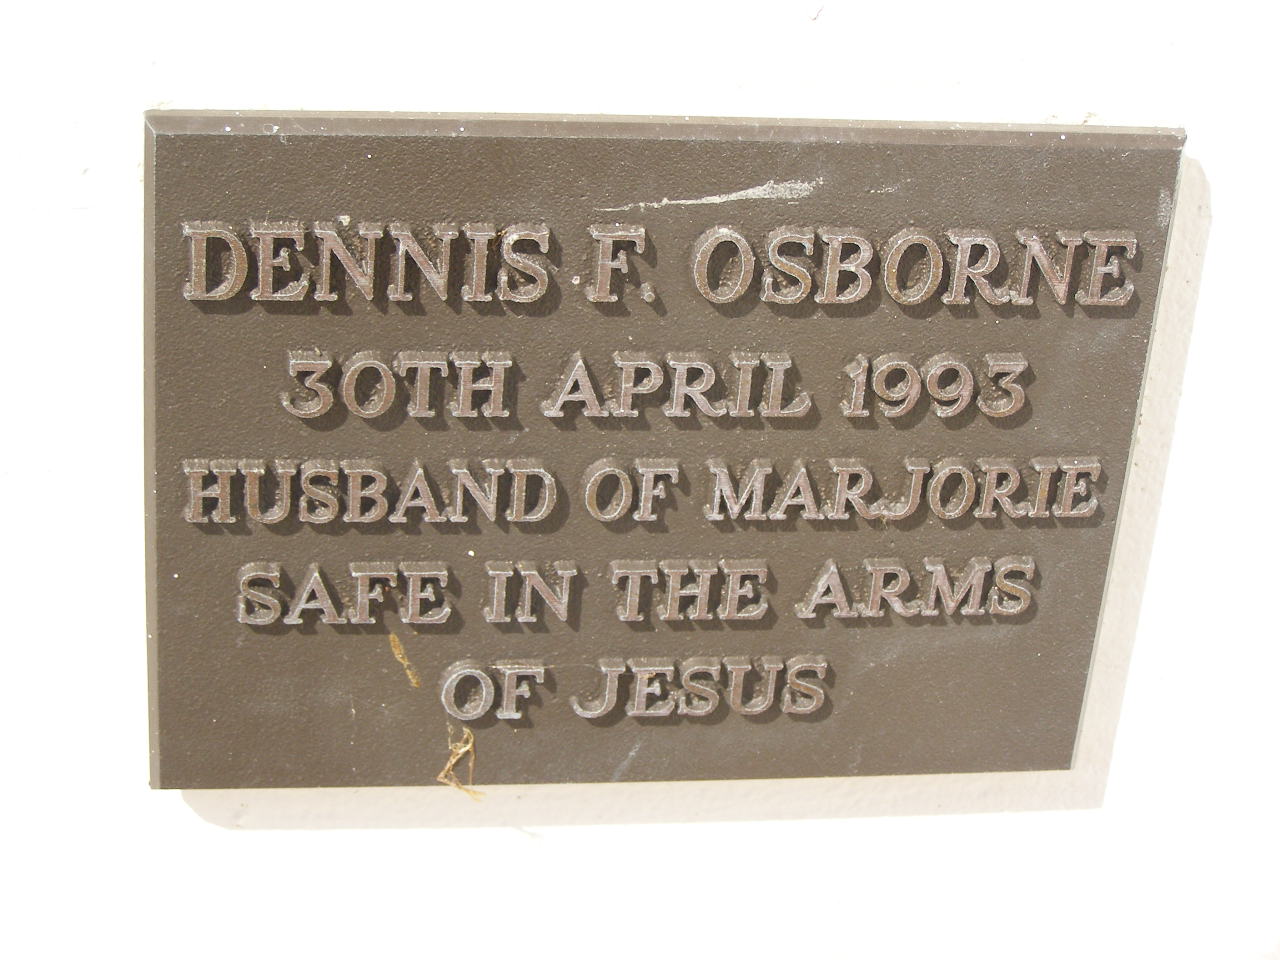 DENNIS F. OSBORNE
30TH APRIL 1993
HUSBAND OF MARJORIE
SAFE IN THE ARMS
OF JESUS